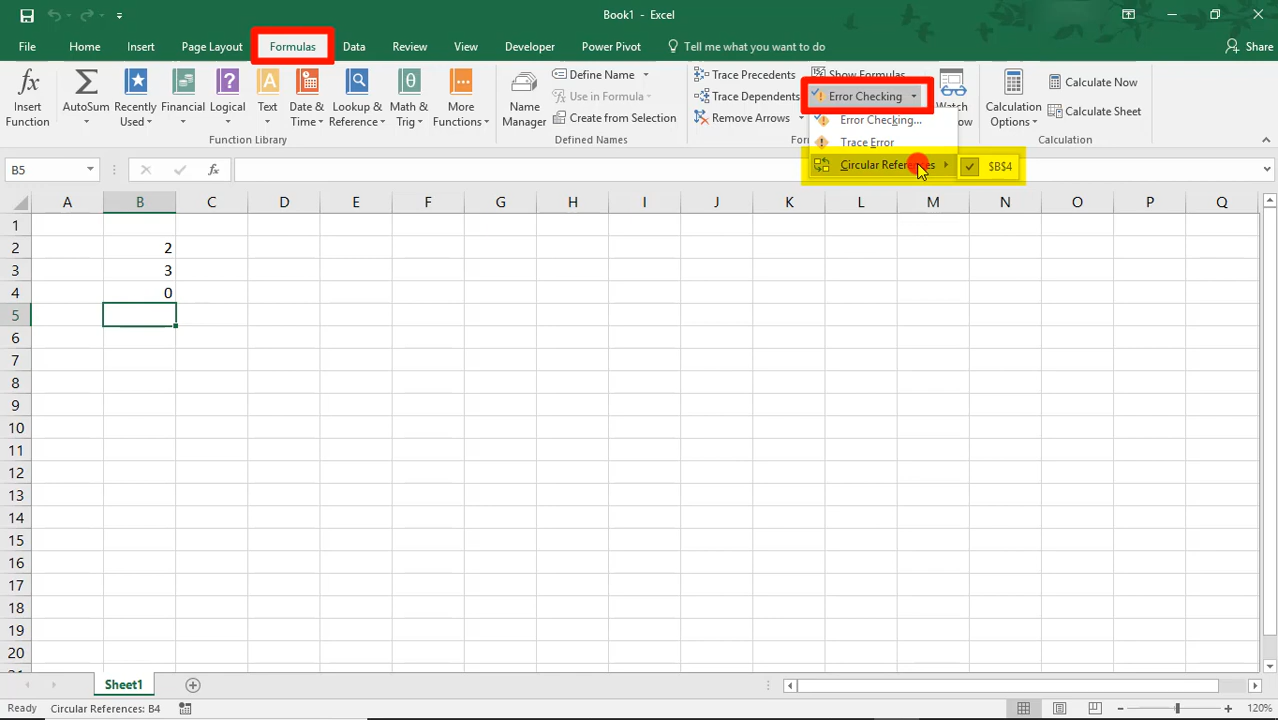 Book1 - Excel
File Home Insert Page Layout Formulas Data Review View Developer Power Pivot Tell me what you want to do Share
Insert Function
AutoSum
Recently Used
Financial
Logical
Text
Date & Time
Lookup & Reference
Math & Trig
More Functions
Function Library
Name Manager
Define Name
Use in Formula
Create from Selection
Defined Names
Trace Precedents
Trace Dependents
Remove Arrows
Show Formulas
Error Checking
Error Checking...
Trace Error
Circular References
$B$4
For
Watch
Calculation Options
Calculate Now
Calculate Sheet
Calculation
B5 fx
A B C D E F G H I J K L M N O P Q
1
2 2
3 3
4 0
5
6
7
8
9
10
11
12
13
14
15
16
17
18
19
20
Sheet1
Ready Circular References: B4 120%